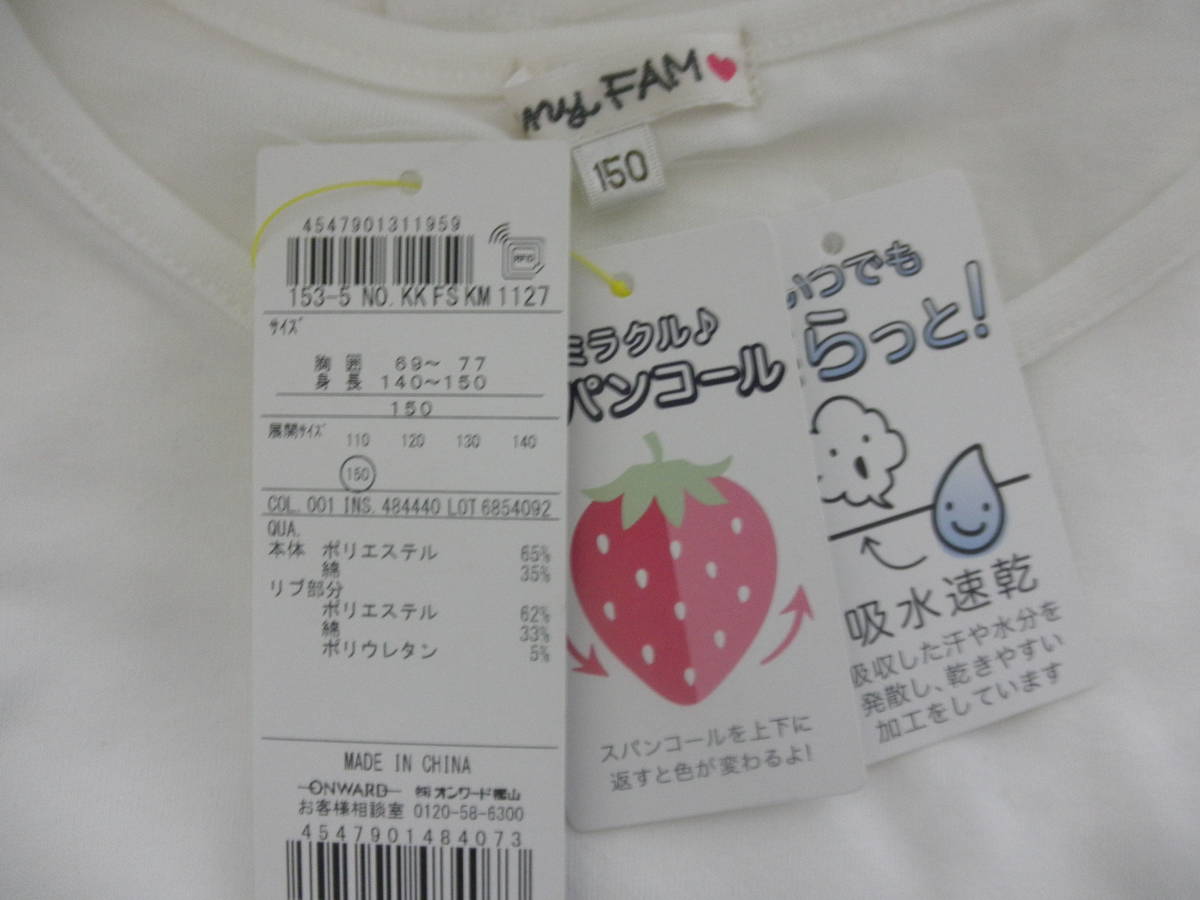 my FAM
150
4547901311959
RFID
153-5 NO. KK FS KM 1127
サイズ
胸囲 69〜 77
身長 140〜150
150
展開サイズ 110 120 130 140
150
COL. 001 INS. 484440 LOT 6854092
QUA.
本体 ポリエステル 65%
綿 35%
リブ部分
ポリエステル 62%
綿 33%
ポリウレタン 5%
MADE IN CHINA
ONWARD ㈱オンワード樫山
お客様相談室 0120-58-6300
4547901484073
ミラクル♪
パンコール
スパンコールを上下に
返すと色が変わるよ!
いつでも
らっと!
吸水速乾
吸収した汗や水分を
発散し、乾きやすい
加工をしています